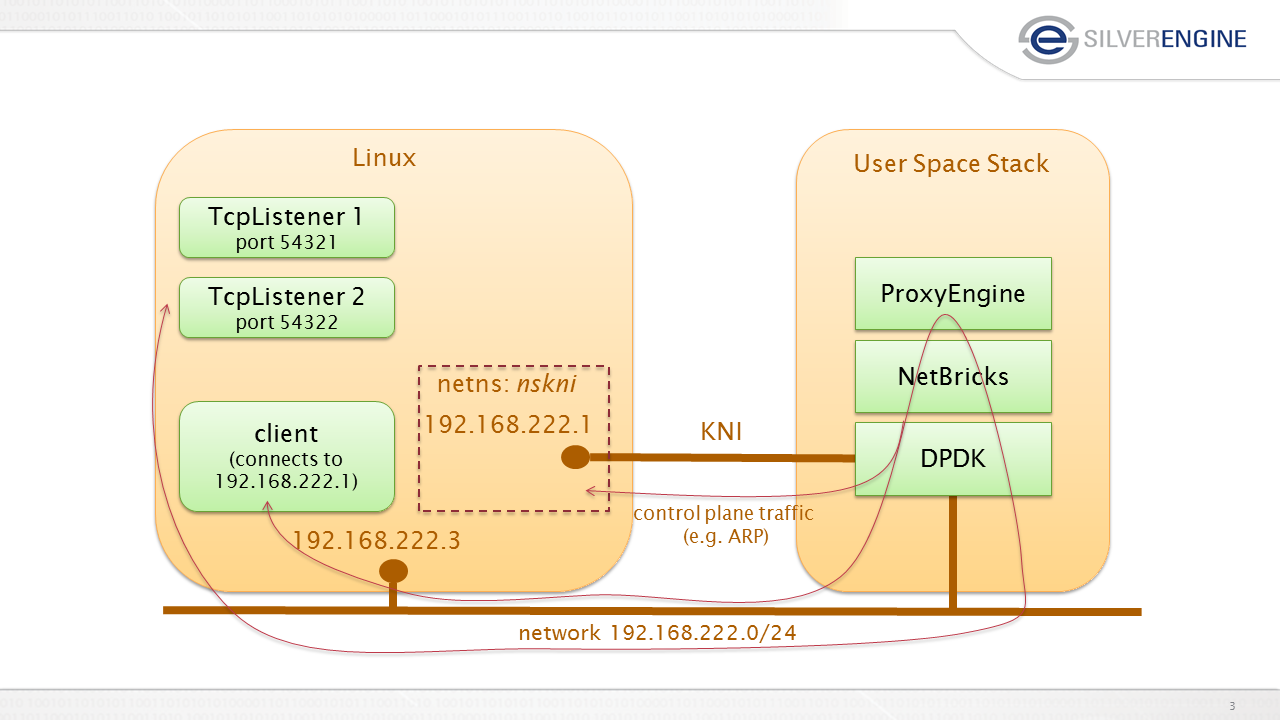 SILVERENGINE
Linux
User Space Stack
TcpListener 1
port 54321
TcpListener 2
port 54322
ProxyEngine
NetBricks
DPDK
netns: nskni
192.168.222.1
KNI
client
(connects to
192.168.222.1)
control plane traffic
(e.g. ARP)
192.168.222.3
network 192.168.222.0/24
3